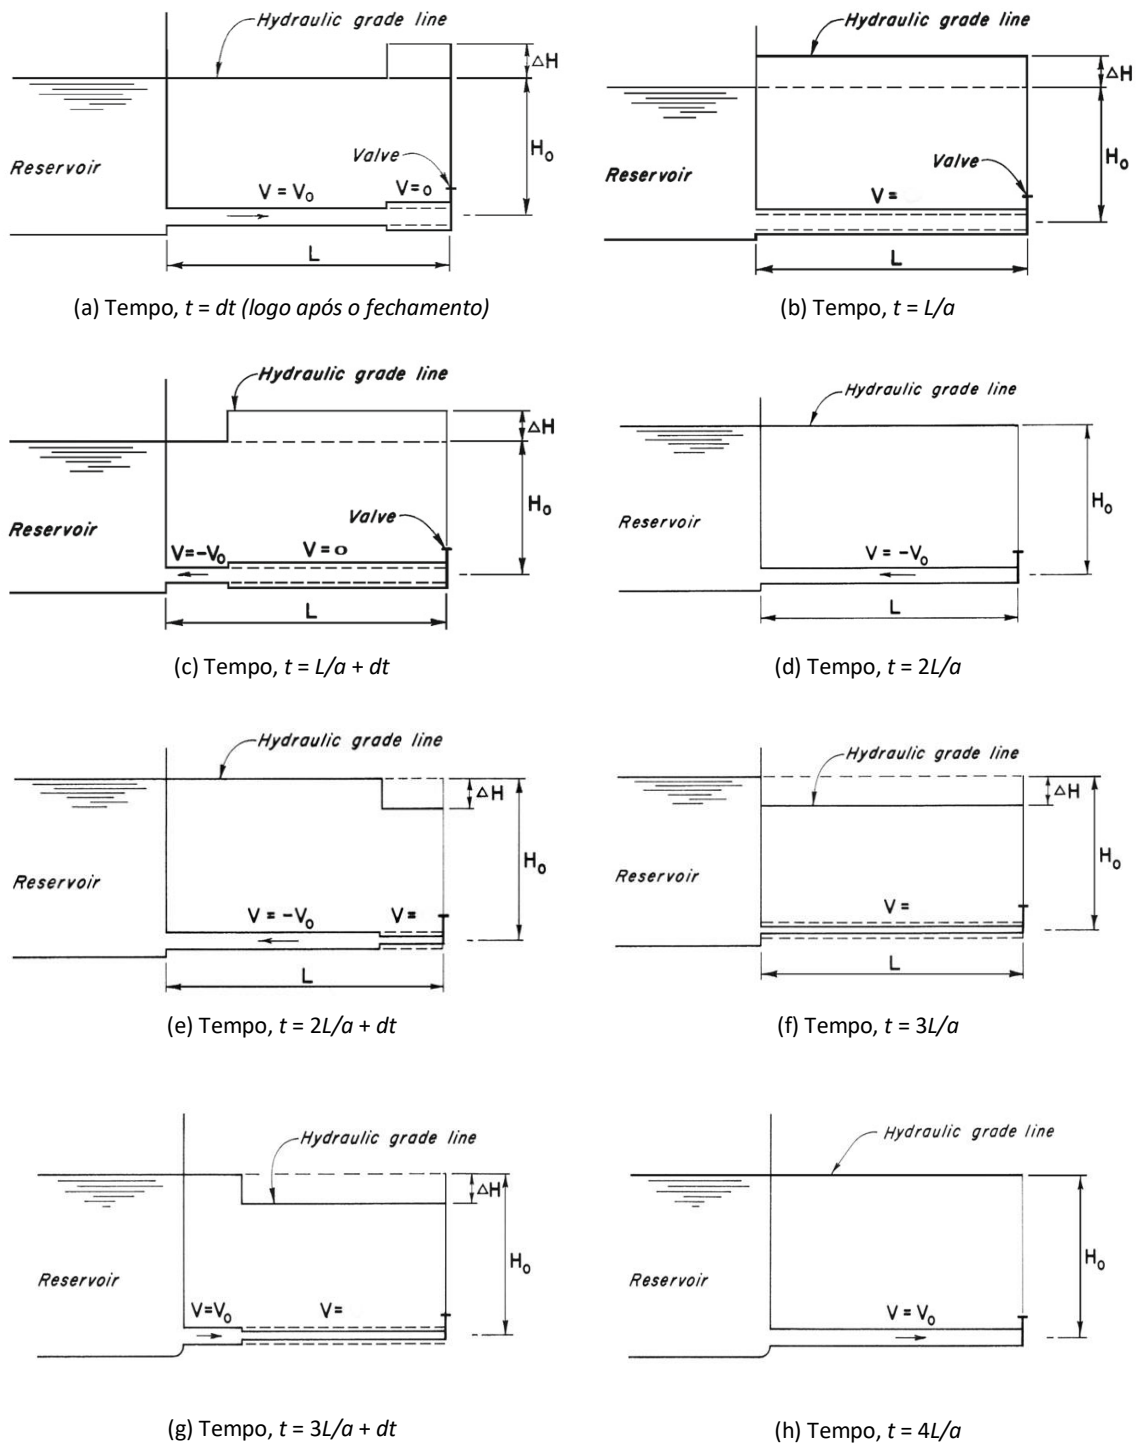 Hydraulic grade line
ΔH
H₀
Reservoir
Valve
V = V₀
V = o
L
(a) Tempo, t = dt (logo após o fechamento)
Hydraulic grade line
ΔH
H₀
Reservoir
Valve
V =
L
(b) Tempo, t = L/a
Hydraulic grade line
ΔH
H₀
Reservoir
Valve
V=-V₀
V= o
L
(c) Tempo, t = L/a + dt
Hydraulic grade line
H₀
Reservoir
V = -V₀
L
(d) Tempo, t = 2L/a
Hydraulic grade line
ΔH
H₀
Reservoir
V = -V₀
V =
L
(e) Tempo, t = 2L/a + dt
Hydraulic grade line
ΔH
H₀
Reservoir
V =
L
(f) Tempo, t = 3L/a
Hydraulic grade line
ΔH
H₀
Reservoir
V=V₀
V=
(g) Tempo, t = 3L/a + dt
Hydraulic grade line
H₀
Reservoir
V = V₀
(h) Tempo, t = 4L/a